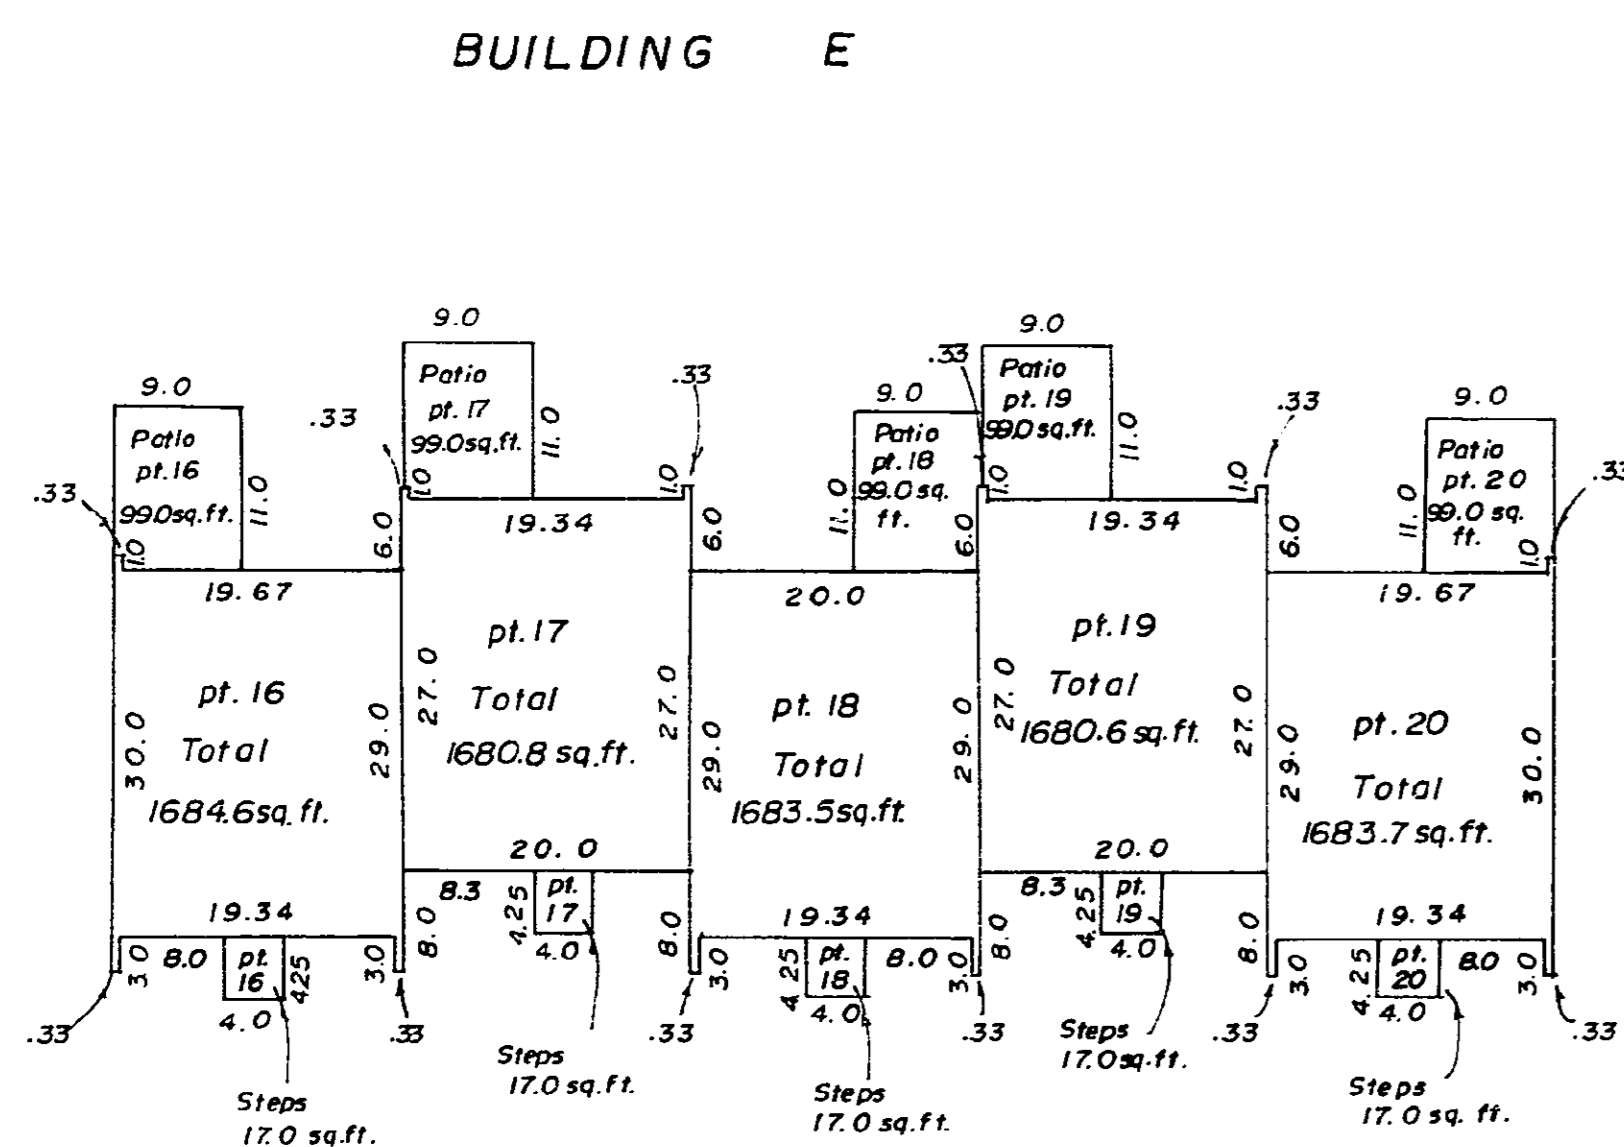 BUILDING E
9.0
Patio
pt. 16
99.0 sq. ft.
11.0
.33
1.0
19.67
30.0
pt. 16
Total
1684.6 sq. ft.
29.0
19.34
3.0
8.0
pt.
16
4.25
4.0
3.0
.33
.33
Steps
17.0 sq. ft.
9.0
Patio
pt. 17
99.0 sq. ft.
11.0
.33
1.0
1.0
.33
6.0
19.34
6.0
pt. 17
27.0
27.0
Total
1680.8 sq. ft.
20.0
8.3
4.25
pt.
17
4.0
8.0
8.0
Steps
17.0 sq. ft.
9.0
Patio
pt. 18
99.0 sq.
ft.
11.0
6.0
20.0
pt. 18
Total
1683.5 sq. ft.
29.0
29.0
19.34
3.0
4.25
pt.
18
8.0
3.0
4.0
.33
.33
Steps
17.0 sq. ft.
.33
9.0
Patio
pt. 19
99.0 sq. ft.
11.0
1.0
1.0
.33
19.34
6.0
pt. 19
27.0
27.0
Total
1680.6 sq. ft.
20.0
8.3
4.25
pt.
19
4.0
8.0
8.0
Steps
17.0 sq. ft.
9.0
Patio
pt. 20
99.0 sq.
ft.
11.0
1.0
.33
19.67
pt. 20
Total
1683.7 sq. ft.
29.0
30.0
19.34
3.0
4.25
pt.
20
8.0
3.0
4.0
.33
.33
Steps
17.0 sq. ft.